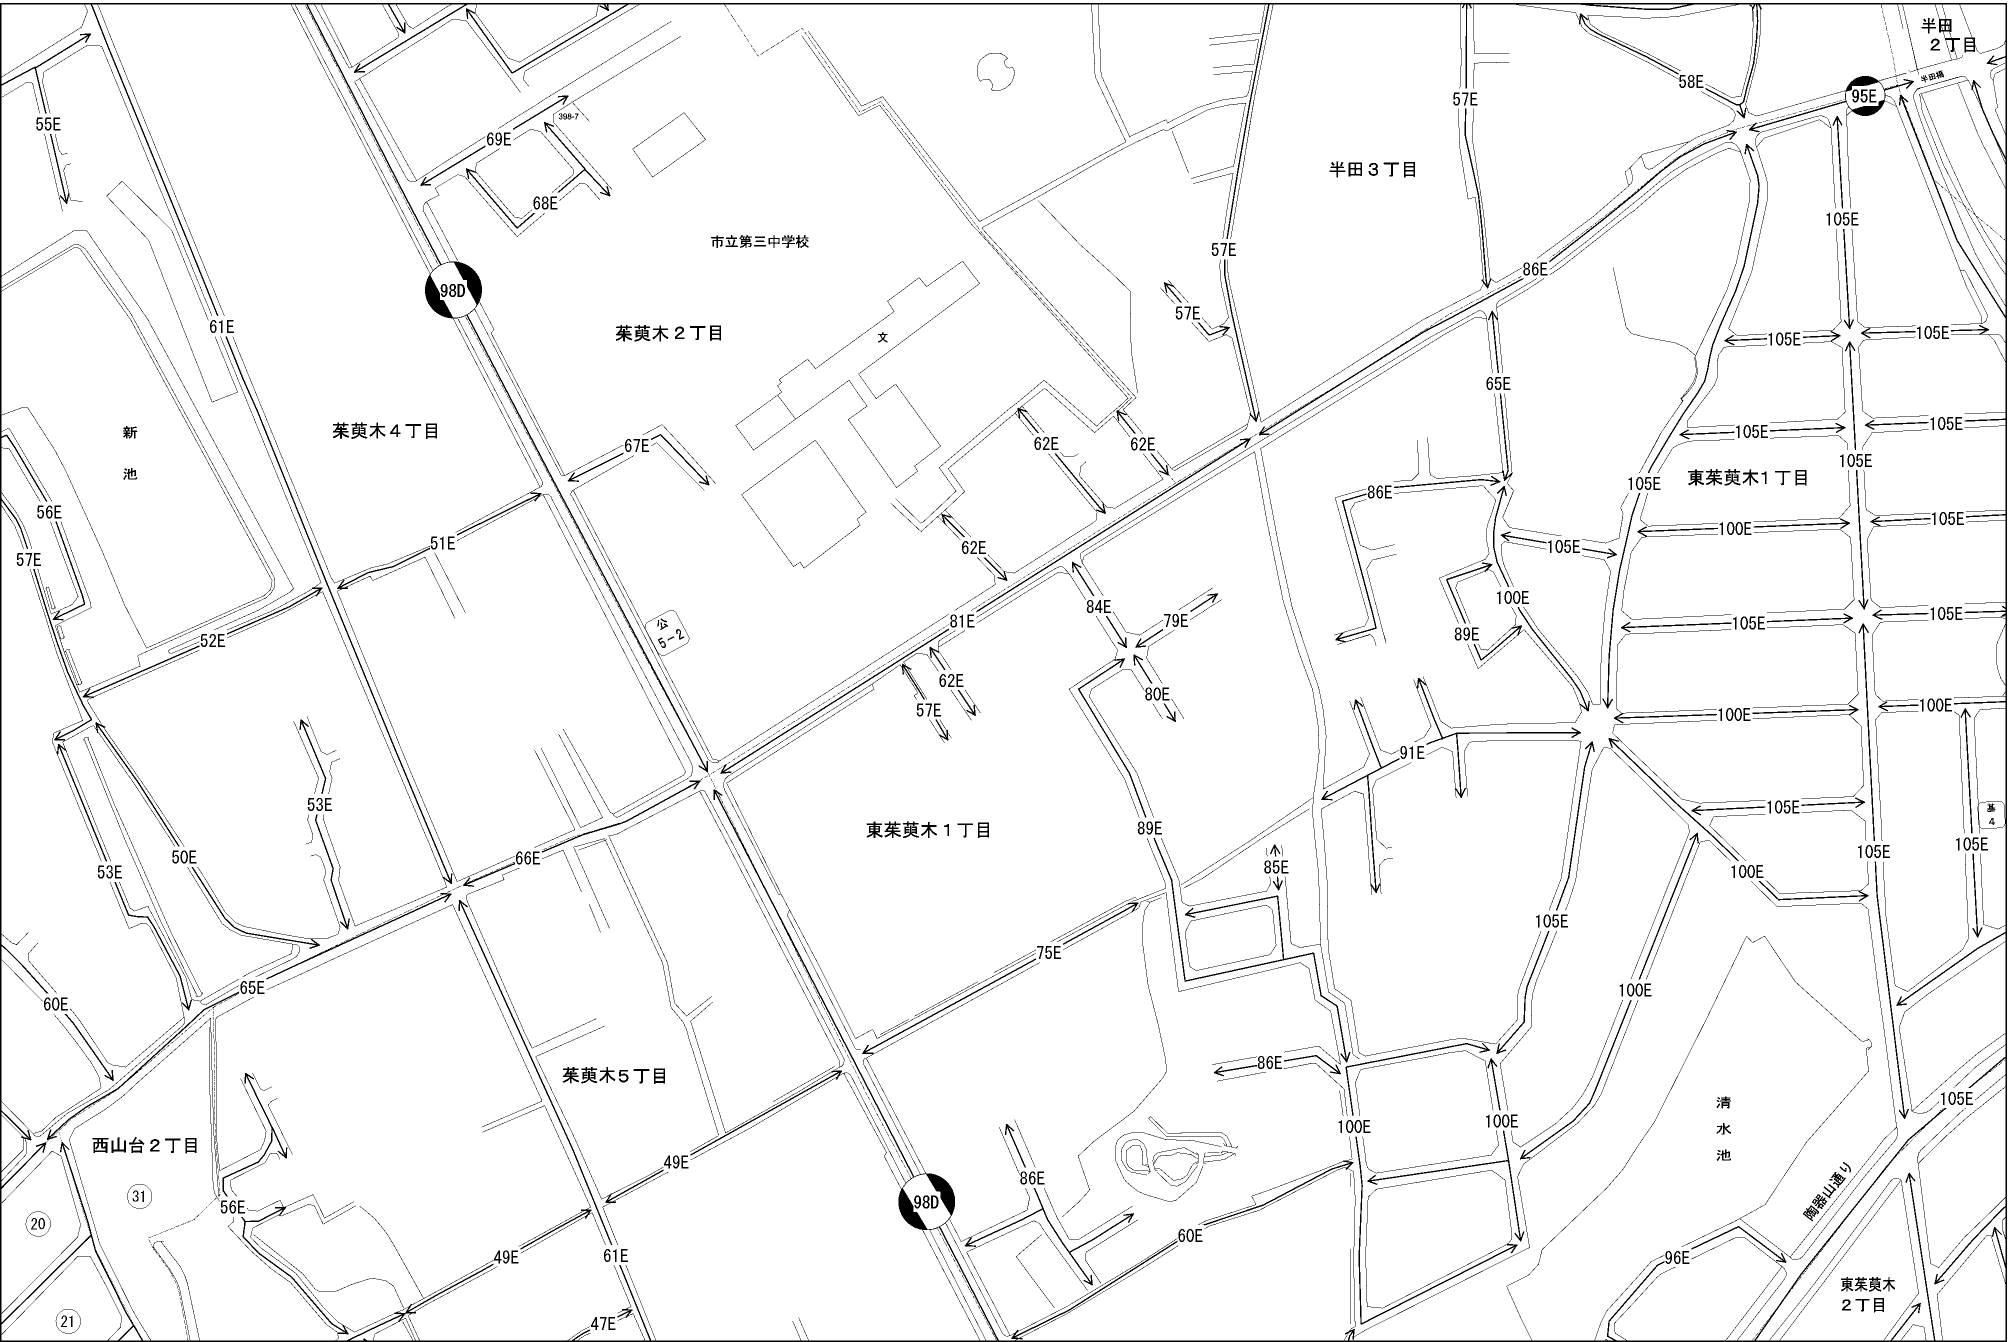 半田
2丁目
半田橋
95E
58E
57E
55E
69E
398-7
68E
半田3丁目
市立第三中学校
105E
57E
86E
98D
57E
61E
茱萸木2丁目
文
105E
105E
65E
新
池
茱萸木4丁目
67E
62E
62E
105E
105E
105E
105E
東茱萸木1丁目
86E
56E
57E
51E
62E
105E
100E
105E
52E
公
5-2
81E
84E
79E
100E
89E
105E
105E
62E
57E
80E
100E
100E
91E
53E
東茱萸木1丁目
89E
105E
墓
4
50E
53E
66E
85E
100E
105E
105E
75E
105E
65E
60E
100E
茱萸木5丁目
86E
清
水
池
105E
西山台2丁目
100E
100E
49E
86E
31
56E
98D
陶器山通り
20
60E
49E
61E
96E
東茱萸木
2丁目
21
47E